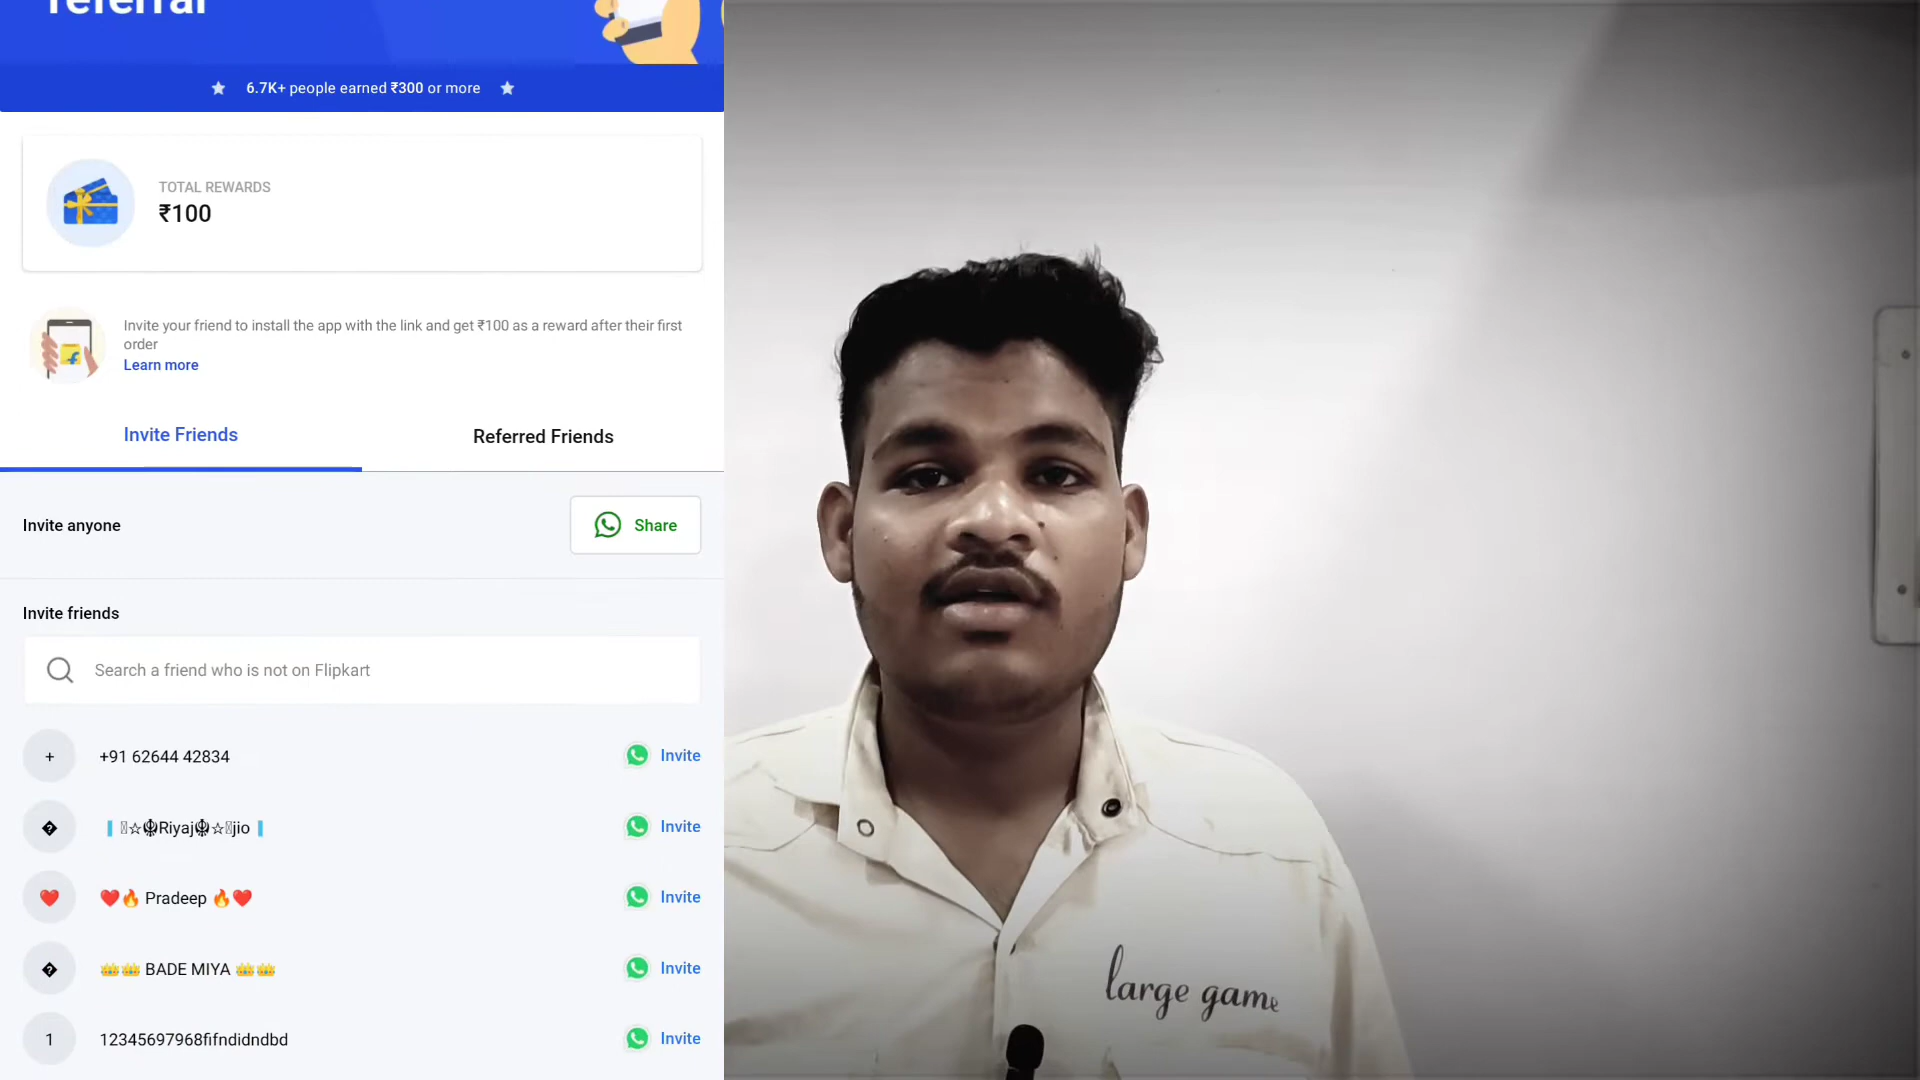 referral
6.7K+ people earned ₹300 or more
TOTAL REWARDS
₹100
Invite your friend to install the app with the link and get ₹100 as a reward after their first
order
Learn more
Invite Friends
Referred Friends
Invite anyone
Share
Invite friends
Search a friend who is not on Flipkart
+
+91 62644 42834
Invite
☆☬Riyaj☬☆jio
Invite
❤️
❤️🔥 Pradeep 🔥❤️
Invite
👑👑 BADE MIYA 👑👑
Invite
1
12345697968fifndidndbd
Invite
large game